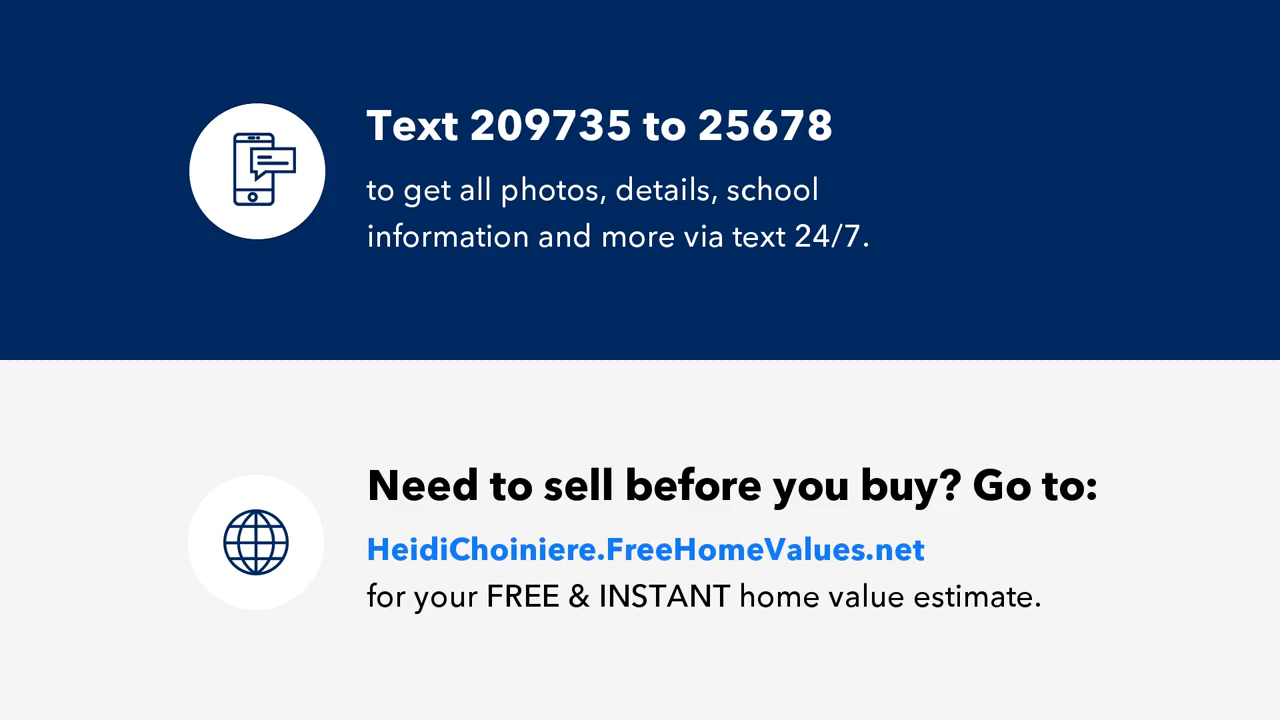 Text 209735 to 25678
to get all photos, details, school
information and more via text 24/7.
Need to sell before you buy? Go to:
HeidiChoiniere.FreeHomeValues.net
for your FREE & INSTANT home value estimate.